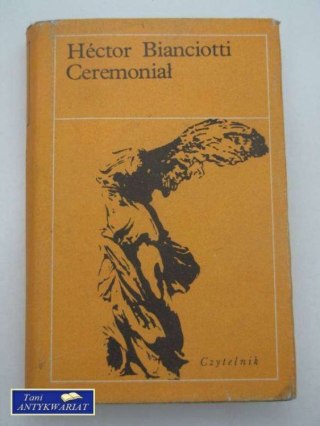 Héctor Bianciotti
Ceremoniał
Czytelnik
Tani
ANTYKWARIAT